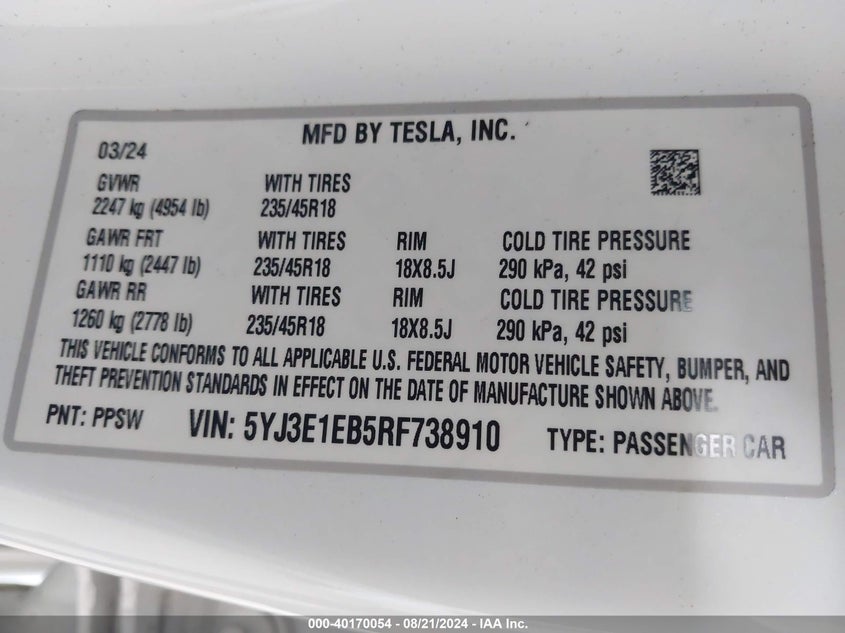 MFD BY TESLA, INC.
03/24
GVWR WITH TIRES
2247 kg (4954 lb) 235/45R18
GAWR FRT WITH TIRES RIM COLD TIRE PRESSURE
1110 kg (2447 lb) 235/45R18 18X8.5J 290 kPa, 42 psi
GAWR RR WITH TIRES RIM COLD TIRE PRESSURE
1260 kg (2778 lb) 235/45R18 18X8.5J 290 kPa, 42 psi
THIS VEHICLE CONFORMS TO ALL APPLICABLE U.S. FEDERAL MOTOR VEHICLE SAFETY, BUMPER, AND
THEFT PREVENTION STANDARDS IN EFFECT ON THE DATE OF MANUFACTURE SHOWN ABOVE.
PNT: PPSW VIN: 5YJ3E1EB5RF738910 TYPE: PASSENGER CAR
000-40170054 - 08/21/2024 - IAA Inc.